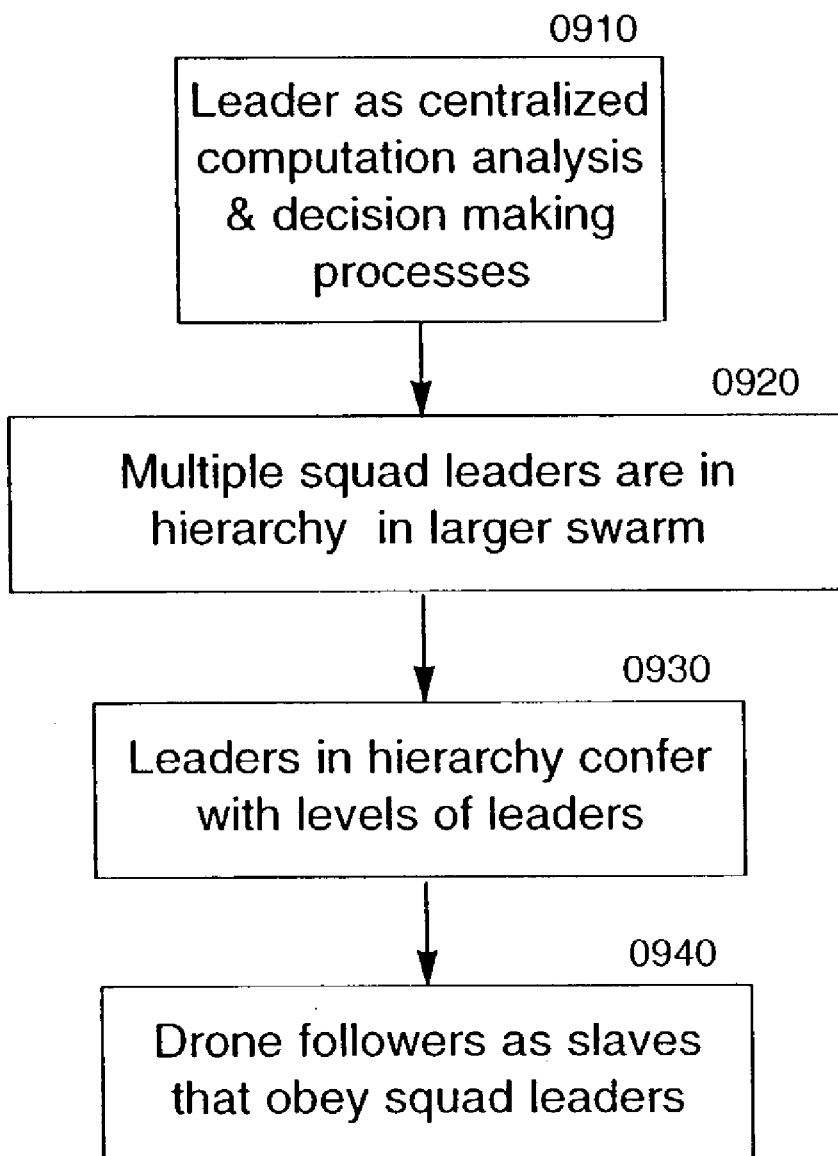 0910
Leader as centralized
computation analysis
& decision making
processes
0920
Multiple squad leaders are in
hierarchy in larger swarm
0930
Leaders in hierarchy confer
with levels of leaders
0940
Drone followers as slaves
that obey squad leaders